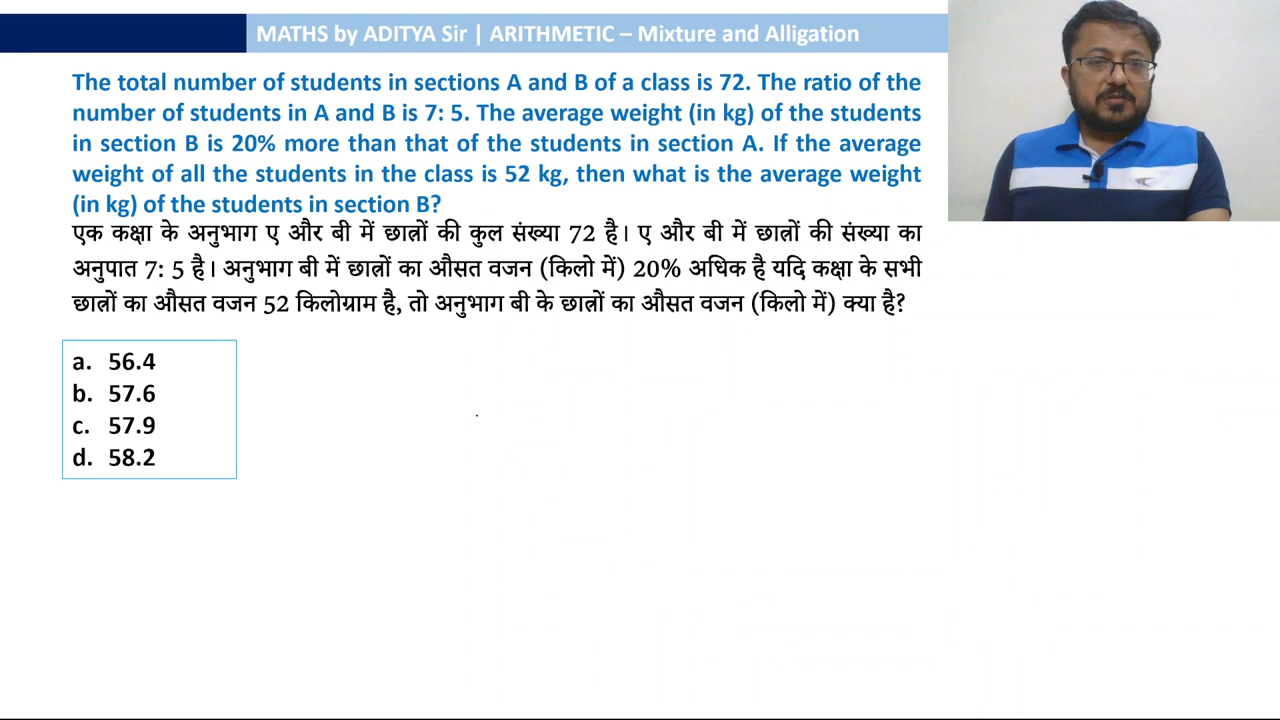 MATHS by ADITYA Sir | ARITHMETIC – Mixture and Alligation
The total number of students in sections A and B of a class is 72. The ratio of the
number of students in A and B is 7: 5. The average weight (in kg) of the students
in section B is 20% more than that of the students in section A. If the average
weight of all the students in the class is 52 kg, then what is the average weight
(in kg) of the students in section B?
एक कक्षा के अनुभाग ए और बी में छात्रों की कुल संख्या 72 है। ए और बी में छात्रों की संख्या का
अनुपात 7: 5 है। अनुभाग बी में छात्रों का औसत वजन (किलो में) 20% अधिक है यदि कक्षा के सभी
छात्रों का औसत वजन 52 किलोग्राम है, तो अनुभाग बी के छात्रों का औसत वजन (किलो में) क्या है?
a. 56.4
b. 57.6
c. 57.9
d. 58.2